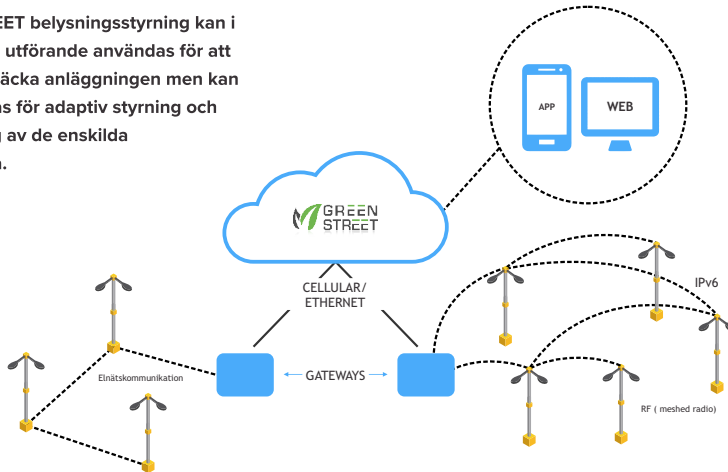 EET belysningsstyrning kan i
utförande användas för att
äcka anläggningen men kan
as för adaptiv styrning och
av de enskilda
APP
WEB
GREEN
STREET
CELLULAR/
ETHERNET
IPv6
Elnätskommunikation
GATEWAYS
RF ( meshed radio)